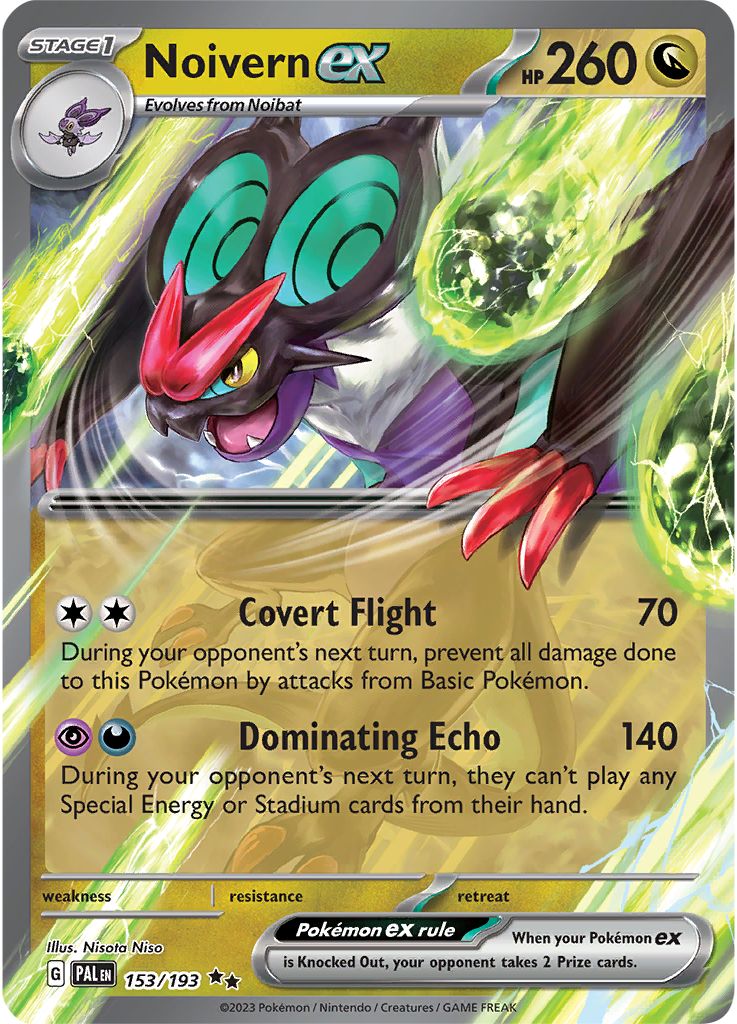 STAGE1
Noivern ex
HP 260
Evolves from Noibat
Covert Flight 70
During your opponent's next turn, prevent all damage done
to this Pokémon by attacks from Basic Pokémon.
Dominating Echo 140
During your opponent's next turn, they can't play any
Special Energy or Stadium cards from their hand.
weakness resistance retreat
Illus. Nisota Niso
Pokémon ex rule
When your Pokémon ex
is Knocked Out, your opponent takes 2 Prize cards.
G PAL EN 153/193
©2023 Pokémon / Nintendo / Creatures / GAME FREAK